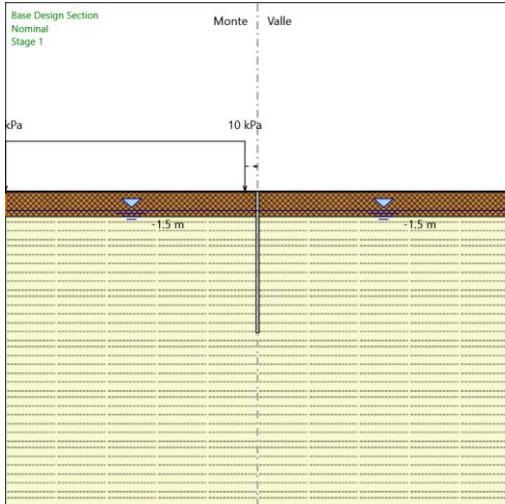 Base Design Section
Nominal
Stage 1
Monte
Valle
kPa
10 kPa
-1.5 m
-1.5 m